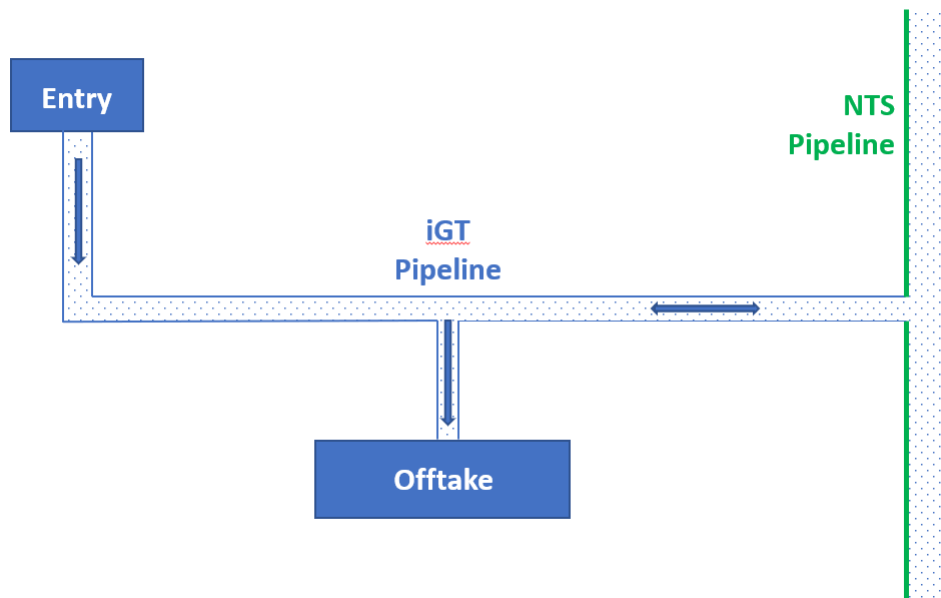 Entry
NTS
Pipeline
iGT
Pipeline
Offtake